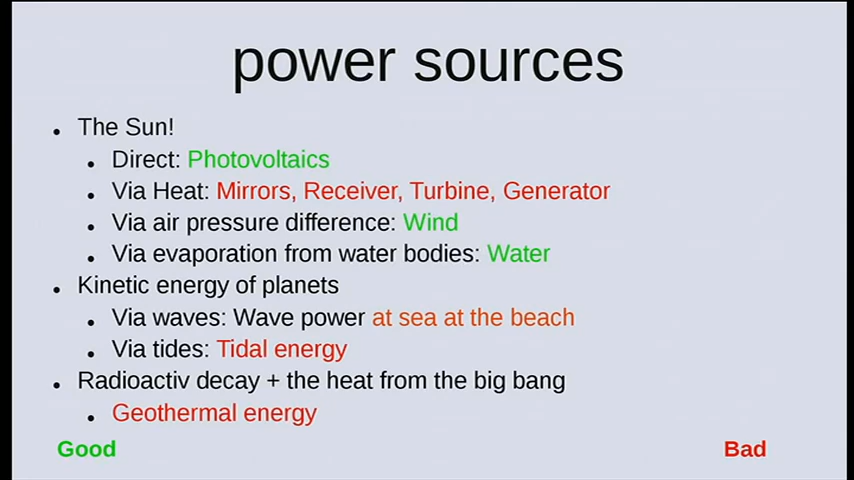 power sources
• The Sun!
• Direct: Photovoltaics
• Via Heat: Mirrors, Receiver, Turbine, Generator
• Via air pressure difference: Wind
• Via evaporation from water bodies: Water
• Kinetic energy of planets
• Via waves: Wave power at sea at the beach
• Via tides: Tidal energy
• Radioactiv decay + the heat from the big bang
• Geothermal energy
Good Bad